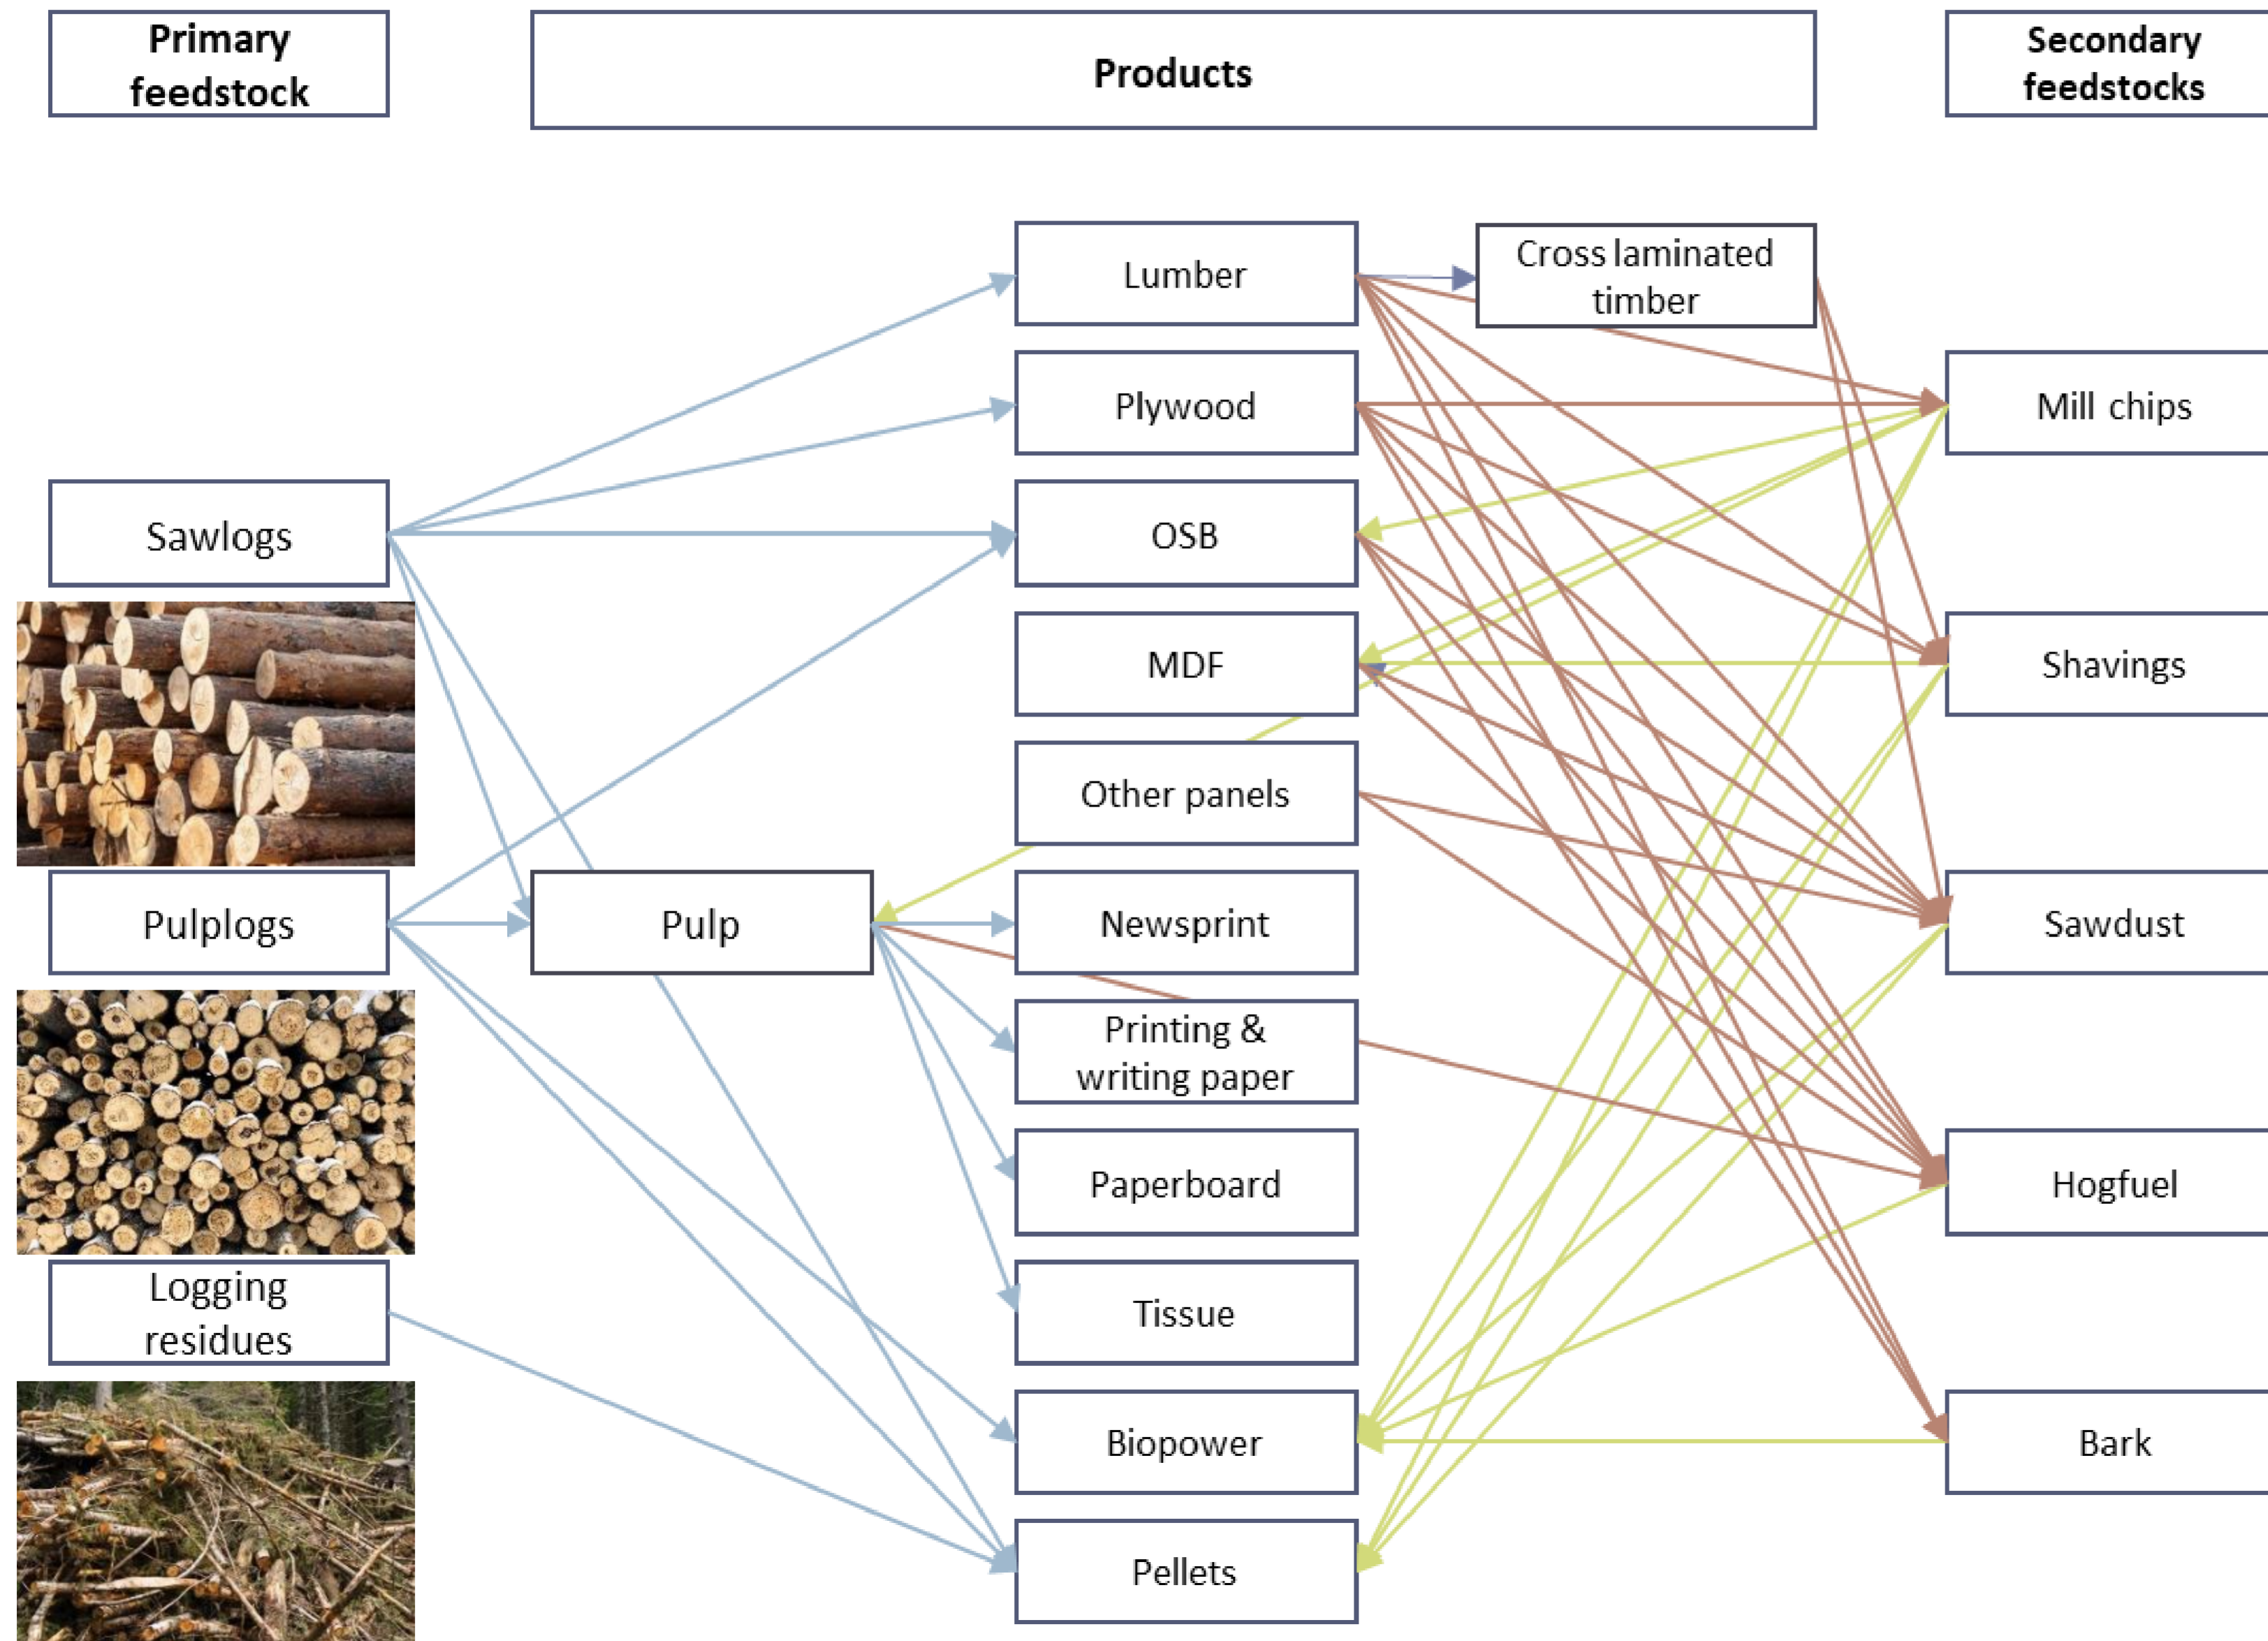 Primary
feedstock
Products
Secondary
feedstocks
Lumber
Cross laminated
timber
Plywood
Mill chips
Sawlogs
OSB
MDF
Shavings
Other panels
Pulplogs
Pulp
Newsprint
Sawdust
Printing &
writing paper
Paperboard
Hogfuel
Logging
residues
Tissue
Biopower
Bark
Pellets